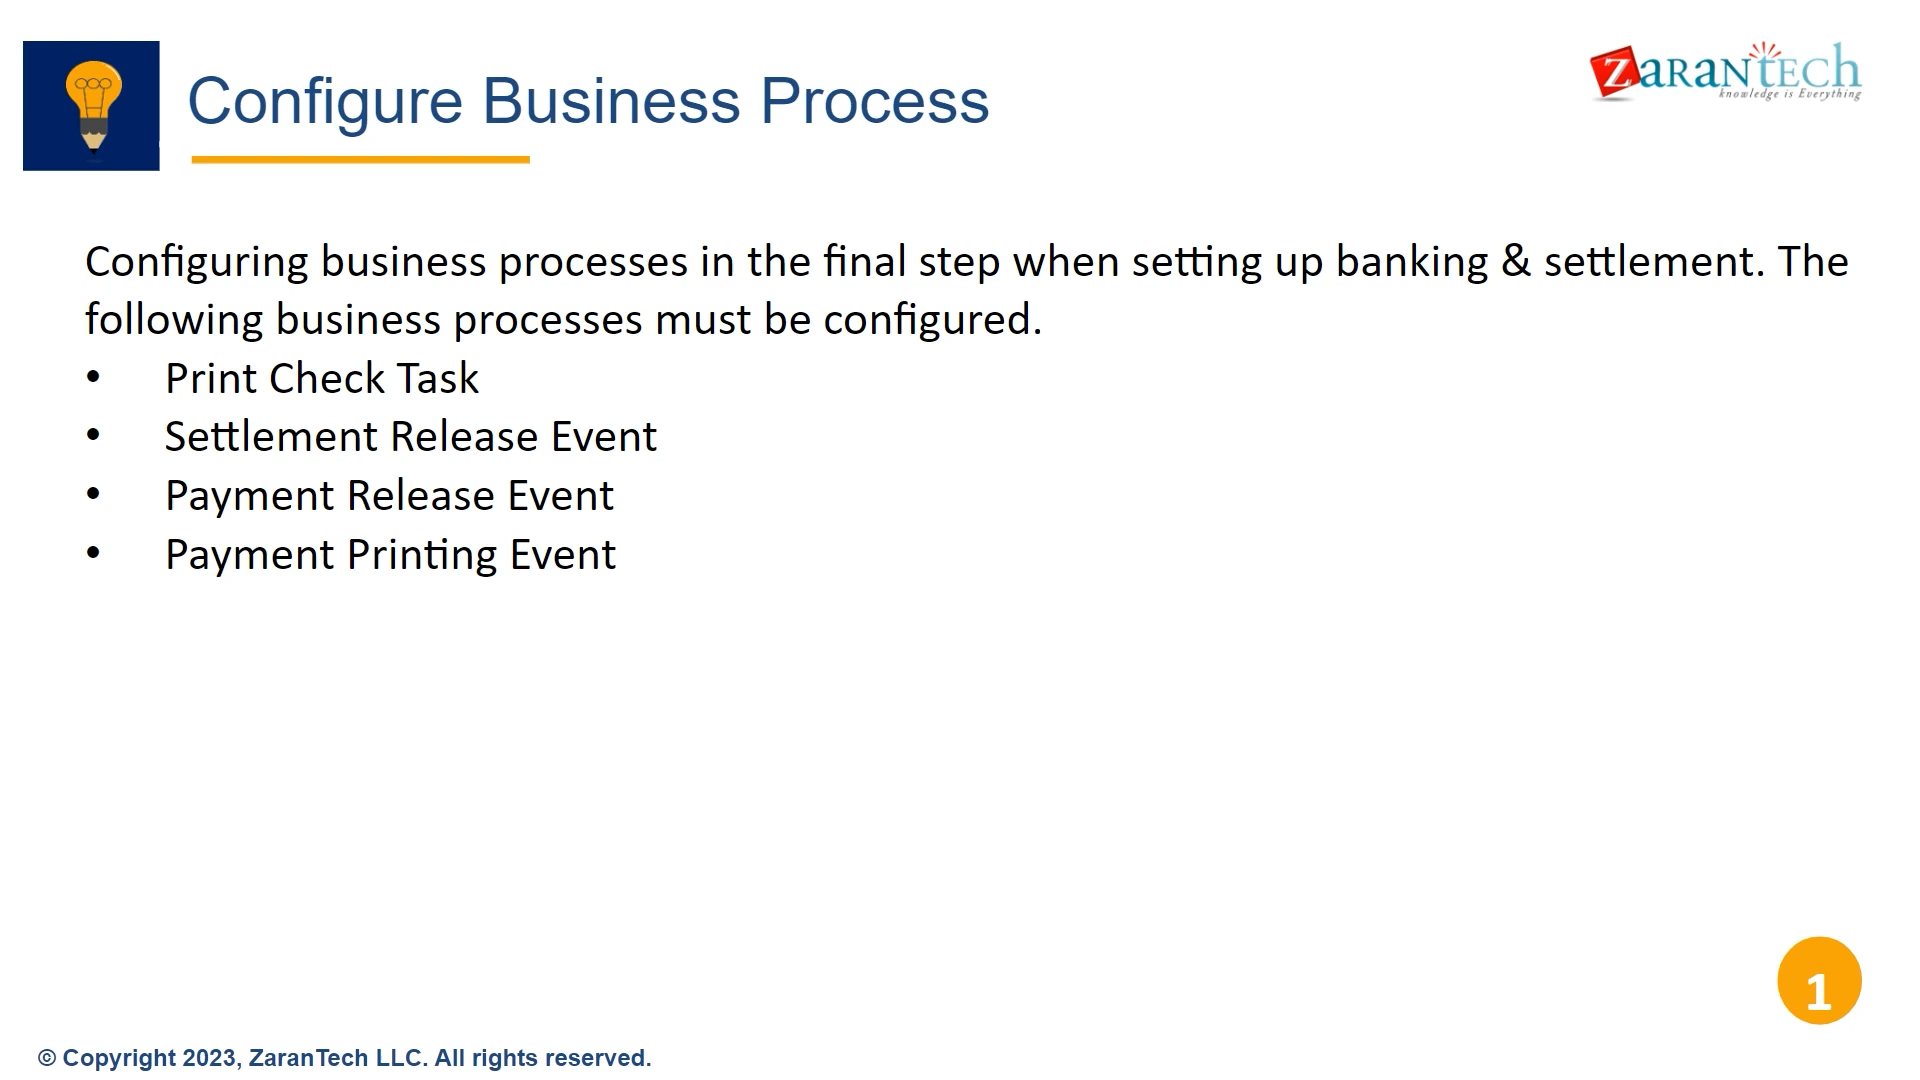 Configure Business Process
ZaranTech
knowledge is Everything
Configuring business processes in the final step when setting up banking & settlement. The
following business processes must be configured.
• Print Check Task
• Settlement Release Event
• Payment Release Event
• Payment Printing Event
1
© Copyright 2023, ZaranTech LLC. All rights reserved.